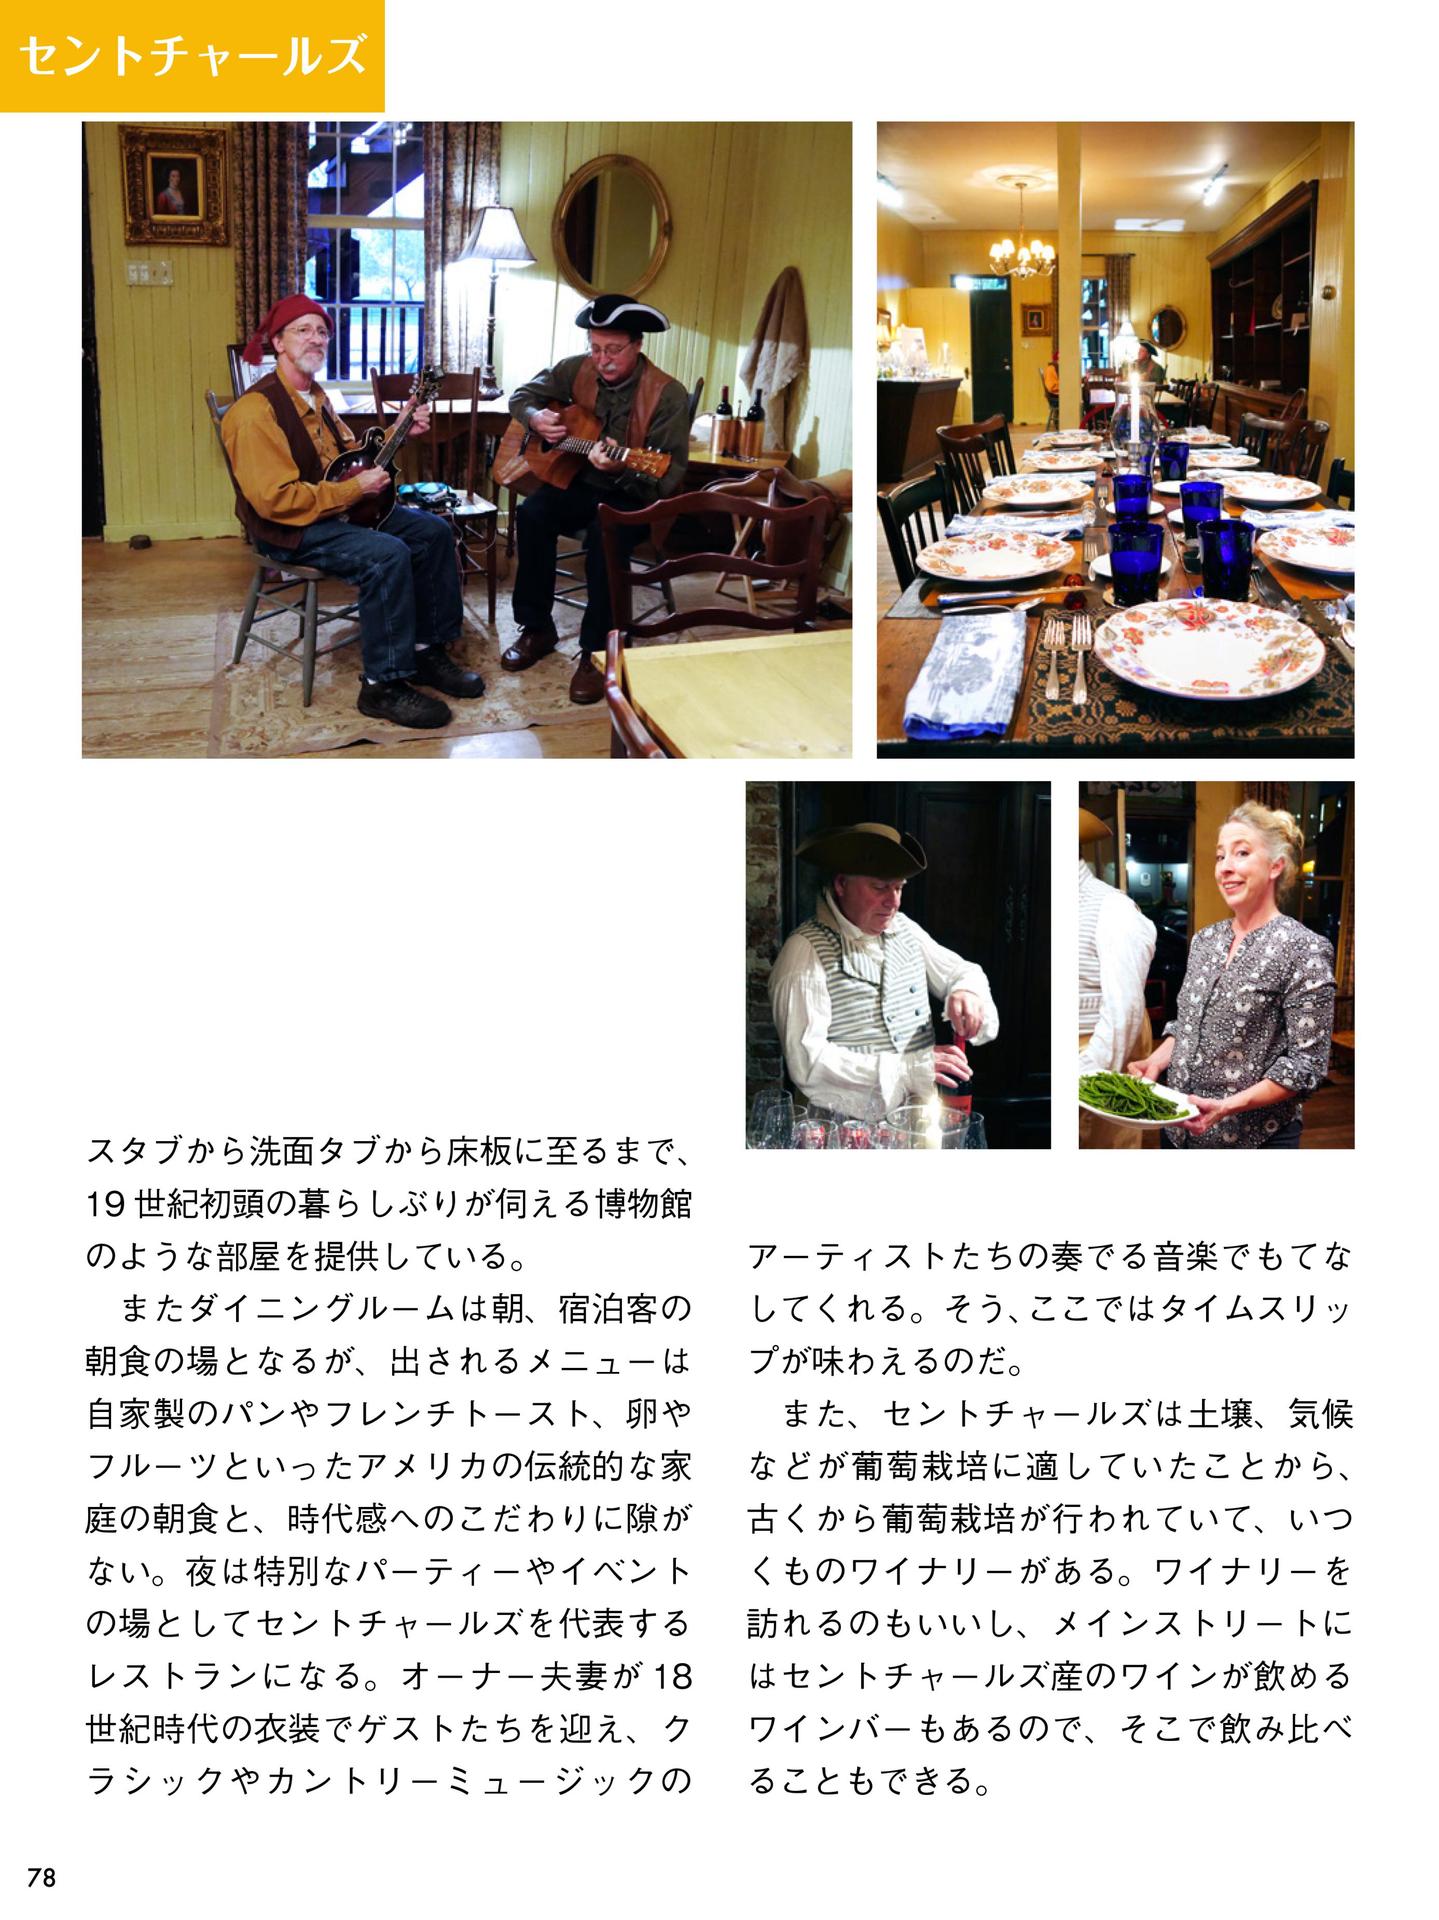 セントチャールズ
スタブから洗面タブから床板に至るまで、
19 世紀初頭の暮らしぶりが伺える博物館
のような部屋を提供している。
またダイニングルームは朝、宿泊客の
朝食の場となるが、出されるメニューは
自家製のパンやフレンチトースト、卵や
フルーツといったアメリカの伝統的な家
庭の朝食と、時代感へのこだわりに隙が
ない。夜は特別なパーティーやイベント
の場としてセントチャールズを代表する
レストランになる。オーナー夫妻が 18
世紀時代の衣装でゲストたちを迎え、ク
ラシックやカントリーミュージックの
アーティストたちの奏でる音楽でもてな
してくれる。そう、ここではタイムスリッ
プが味わえるのだ。
また、セントチャールズは土壌、気候
などが葡萄栽培に適していたことから、
古くから葡萄栽培が行われていて、いつ
くものワイナリーがある。ワイナリーを
訪れるのもいいし、メインストリートに
はセントチャールズ産のワインが飲める
ワインバーもあるので、そこで飲み比べ
ることもできる。
78